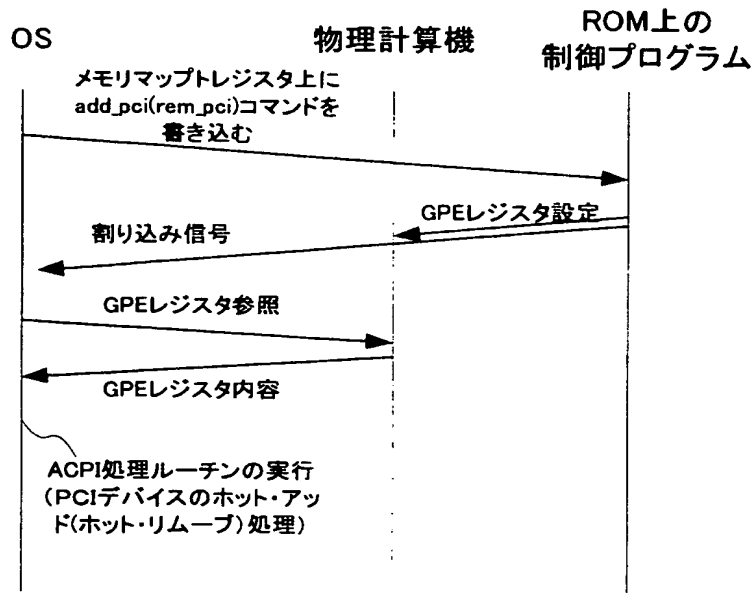 OS
物理計算機
ROM上の
制御プログラム
メモリマップトレジスタ上に
add_pci(rem_pci)コマンドを
書き込む
GPEレジスタ設定
割り込み信号
GPEレジスタ参照
GPEレジスタ内容
ACPI処理ルーチンの実行
(PCIデバイスのホット・アッ
ド(ホット・リムーブ)処理)